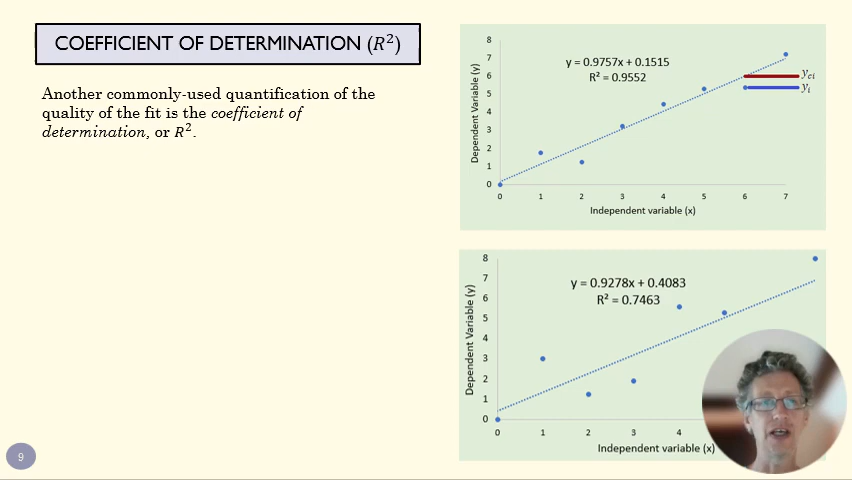 COEFFICIENT OF DETERMINATION (R²)
Another commonly-used quantification of the
quality of the fit is the coefficient of
determination, or R².
8
7
6
5
4
3
2
1
0
Dependent Variable (y)
y = 0.9757x + 0.1515
R² = 0.9552
y_ci
y_i
0 1 2 3 4 5 6 7
Independent variable (x)
8
7
6
5
4
3
2
1
0
Dependent Variable (y)
y = 0.9278x + 0.4083
R² = 0.7463
0 1 2 3 4
Independent variable (x)
9